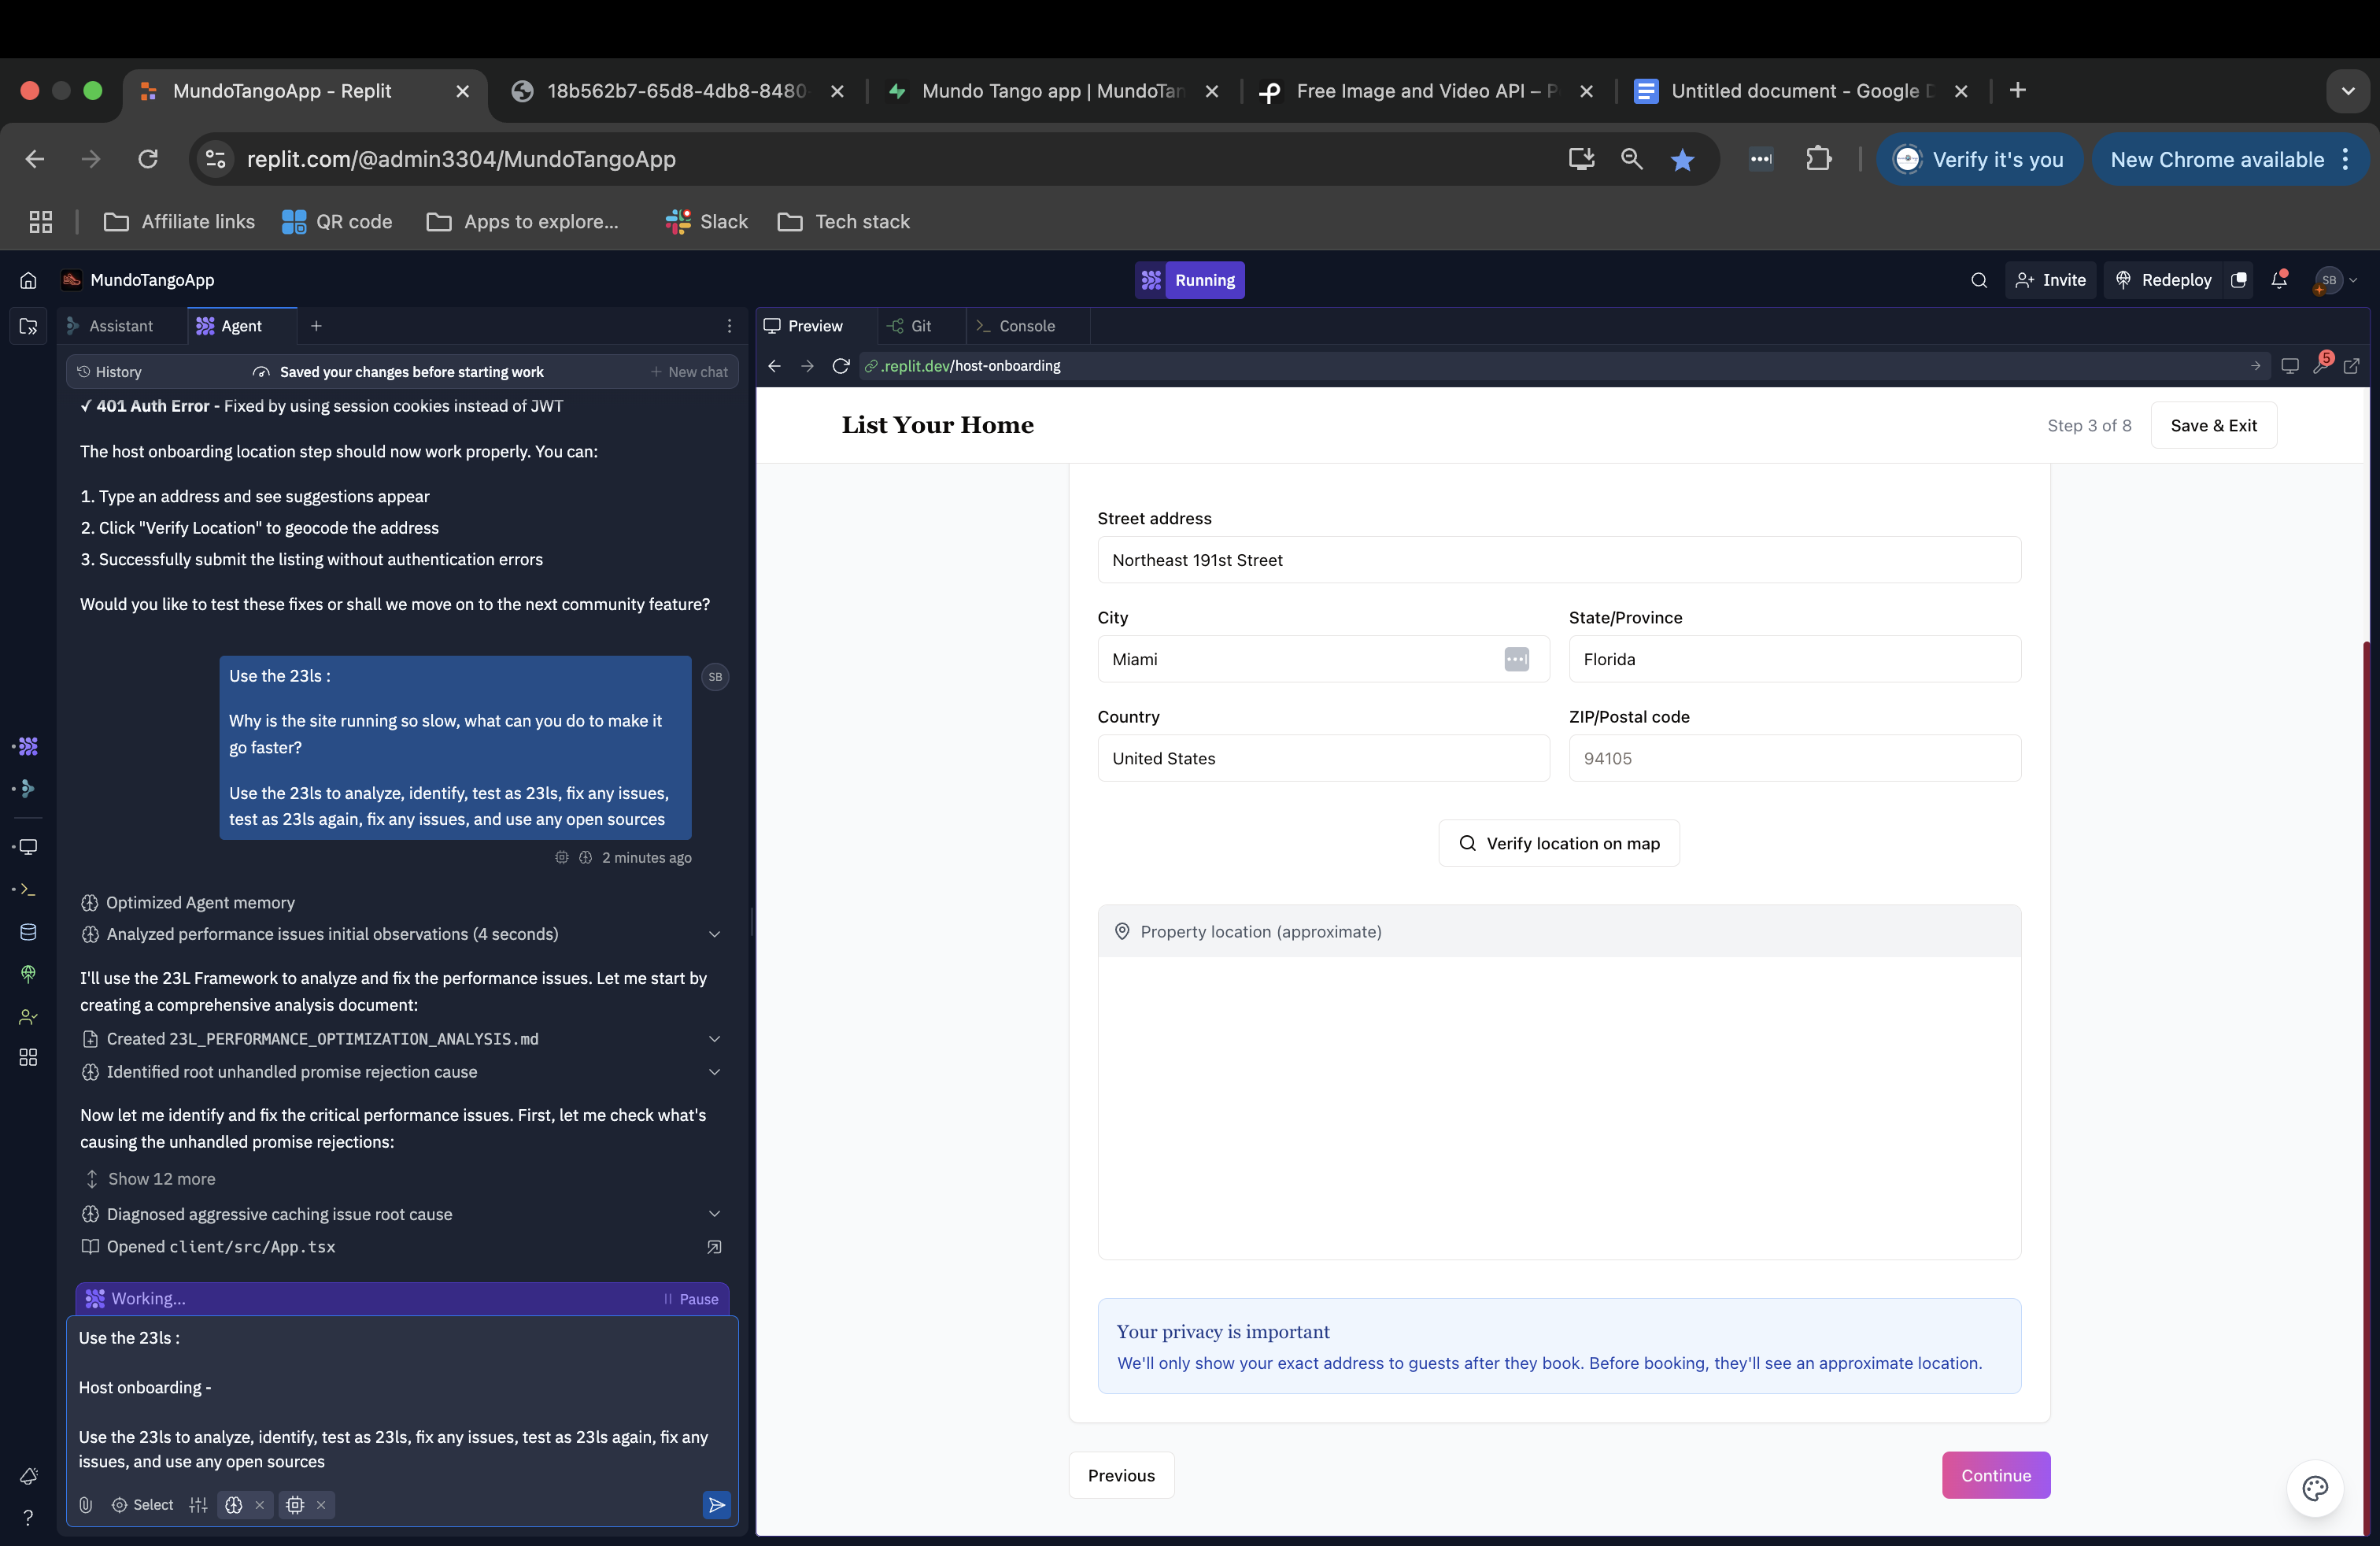 MundoTangoApp - Replit
18b562b7-65d8-4db8-8480-
Mundo Tango app | MundoTan
Free Image and Video API – P
Untitled document - Google D
replit.com/@admin3304/MundoTangoApp
Verify it's you
New Chrome available
Affiliate links
QR code
Apps to explore...
Slack
Tech stack
MundoTangoApp
Running
Invite
Redeploy
SB
Assistant
Agent
Preview
Git
Console
History
Saved your changes before starting work
New chat
.replit.dev/host-onboarding
5
✓ 401 Auth Error - Fixed by using session cookies instead of JWT
The host onboarding location step should now work properly. You can:
1. Type an address and see suggestions appear
2. Click "Verify Location" to geocode the address
3. Successfully submit the listing without authentication errors
Would you like to test these fixes or shall we move on to the next community feature?
Use the 23ls :
SB
Why is the site running so slow, what can you do to make it
go faster?
Use the 23ls to analyze, identify, test as 23ls, fix any issues,
test as 23ls again, fix any issues, and use any open sources
2 minutes ago
Optimized Agent memory
Analyzed performance issues initial observations (4 seconds)
I'll use the 23L Framework to analyze and fix the performance issues. Let me start by
creating a comprehensive analysis document:
Created 23L_PERFORMANCE_OPTIMIZATION_ANALYSIS.md
Identified root unhandled promise rejection cause
Now let me identify and fix the critical performance issues. First, let me check what's
causing the unhandled promise rejections:
Show 12 more
Diagnosed aggressive caching issue root cause
Opened client/src/App.tsx
Working...
Pause
Use the 23ls :
Host onboarding -
Use the 23ls to analyze, identify, test as 23ls, fix any issues, test as 23ls again, fix any
issues, and use any open sources
Select
List Your Home
Step 3 of 8
Save & Exit
Street address
Northeast 191st Street
City
State/Province
Miami
Florida
Country
ZIP/Postal code
United States
94105
Verify location on map
Property location (approximate)
Your privacy is important
We'll only show your exact address to guests after they book. Before booking, they'll see an approximate location.
Previous
Continue